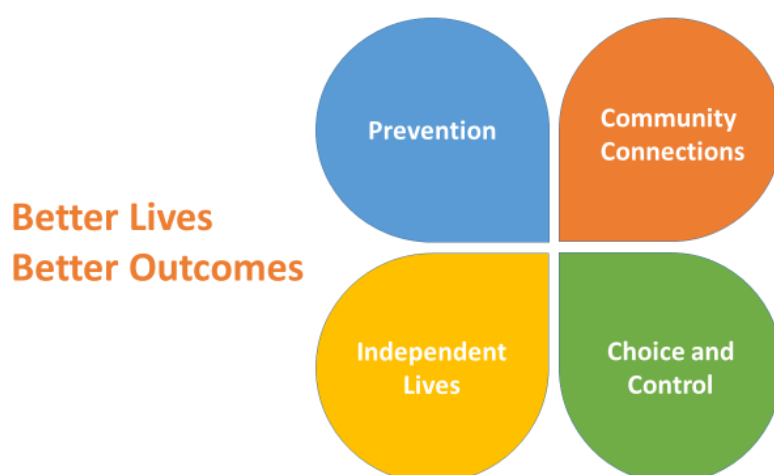 Better Lives
Better Outcomes
Prevention
Community
Connections
Independent
Lives
Choice and
Control